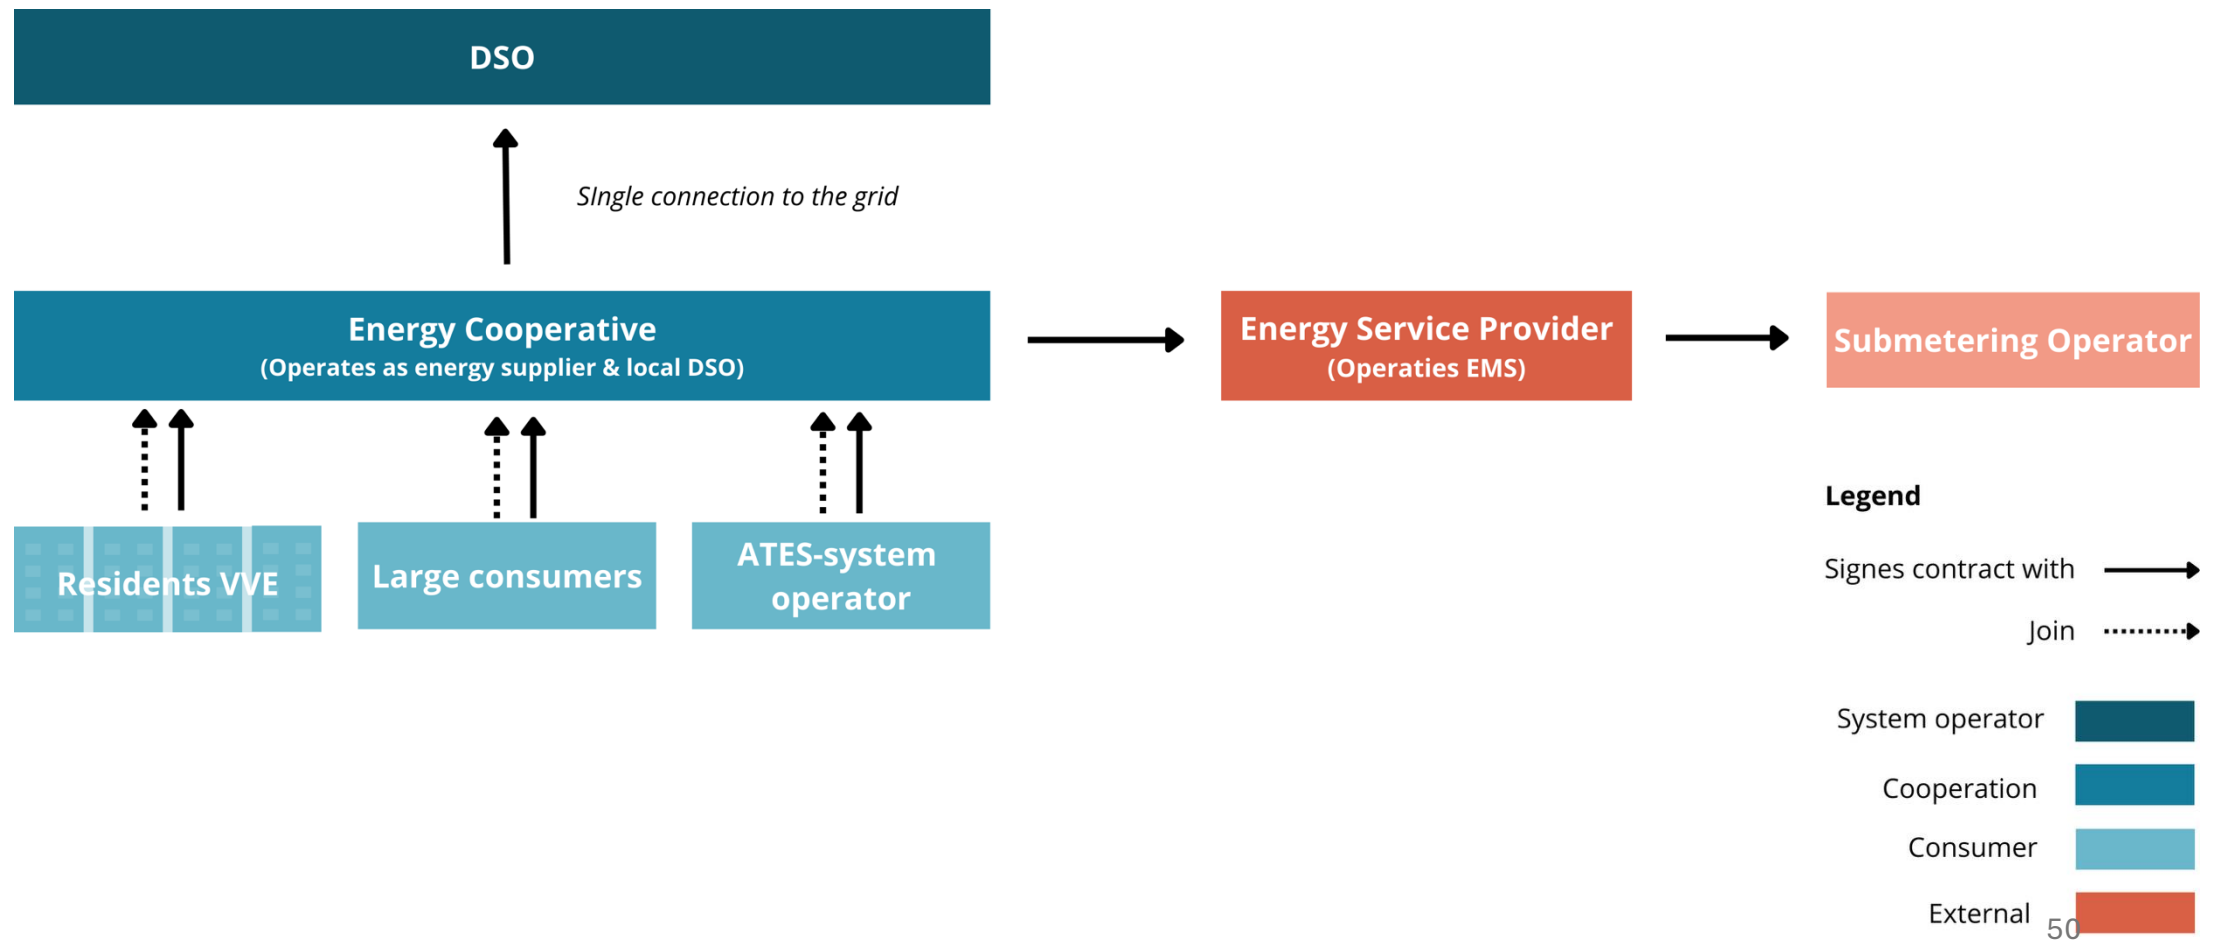 DSO
SIngle connection to the grid
Energy Cooperative
(Operates as energy supplier & local DSO)
Energy Service Provider
(Operaties EMS)
Submetering Operator
Residents VVE
Large consumers
ATES-system
operator
Legend
Signes contract with
Join
System operator
Cooperation
Consumer
External
50